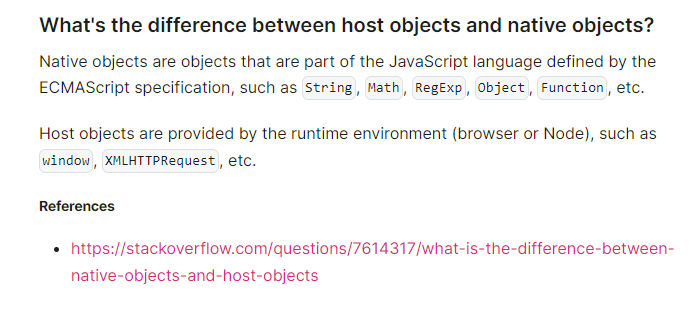 What's the difference between host objects and native objects?
Native objects are objects that are part of the JavaScript language defined by the
ECMAScript specification, such as String, Math, RegExp, Object, Function, etc.
Host objects are provided by the runtime environment (browser or Node), such as
window, XMLHTTPRequest, etc.
References
• https://stackoverflow.com/questions/7614317/what-is-the-difference-between-
native-objects-and-host-objects